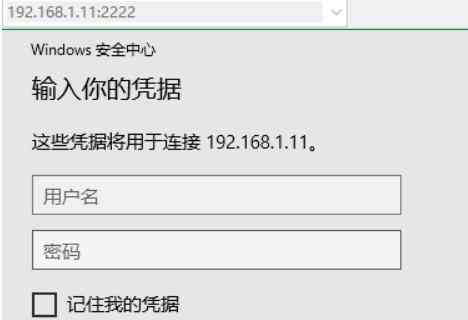 192.168.1.11:2222
Windows 安全中心
输入你的凭据
这些凭据将用于连接 192.168.1.11。
用户名
密码
记住我的凭据